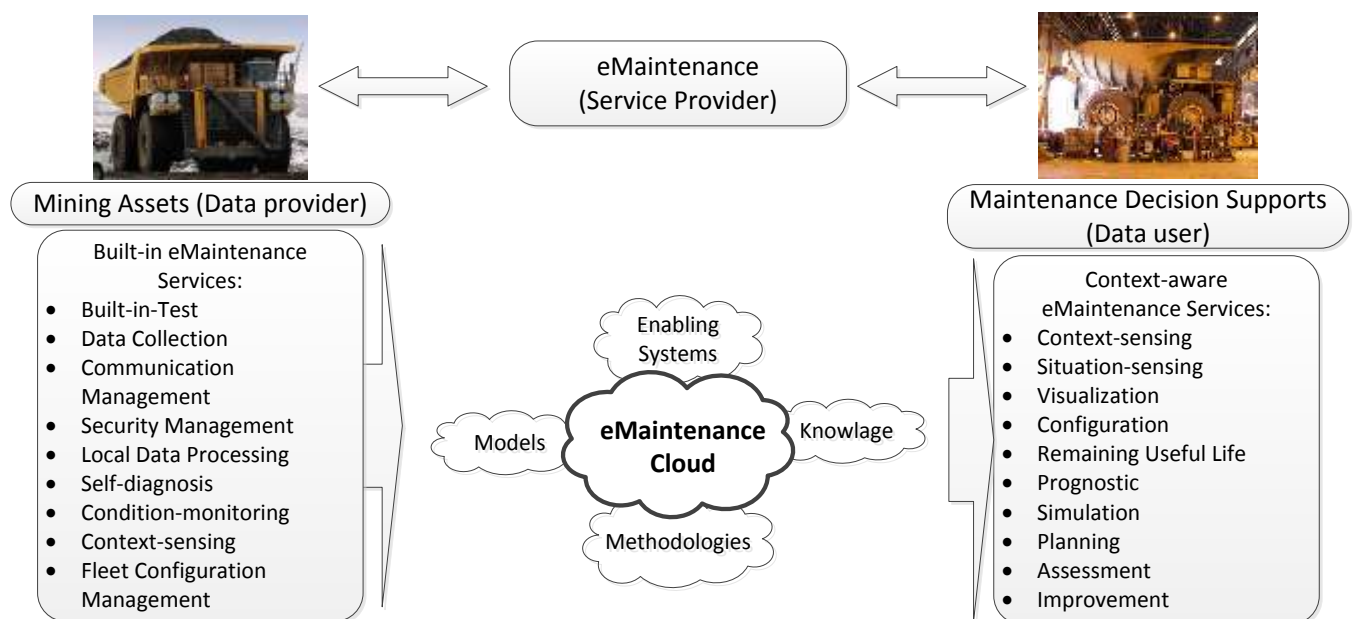 eMaintenance
(Service Provider)
Mining Assets (Data provider)
Maintenance Decision Supports
(Data user)
Built-in eMaintenance
Services:
• Built-in-Test
• Data Collection
• Communication
Management
• Security Management
• Local Data Processing
• Self-diagnosis
• Condition-monitoring
• Context-sensing
• Fleet Configuration
Management
Enabling
Systems
Models
eMaintenance
Cloud
Knowlage
Methodologies
Context-aware
eMaintenance Services:
• Context-sensing
• Situation-sensing
• Visualization
• Configuration
• Remaining Useful Life
• Prognostic
• Simulation
• Planning
• Assessment
• Improvement